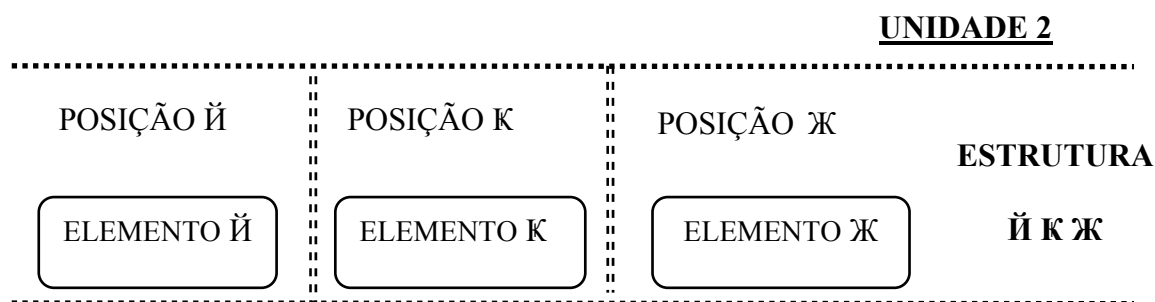 UNIDADE 2
POSIÇÃO Й POSIÇÃO Ҝ POSIÇÃO Ж
ESTRUTURA
ELEMENTO Й ELEMENTO Ҝ ELEMENTO Ж Й Ҝ Ж